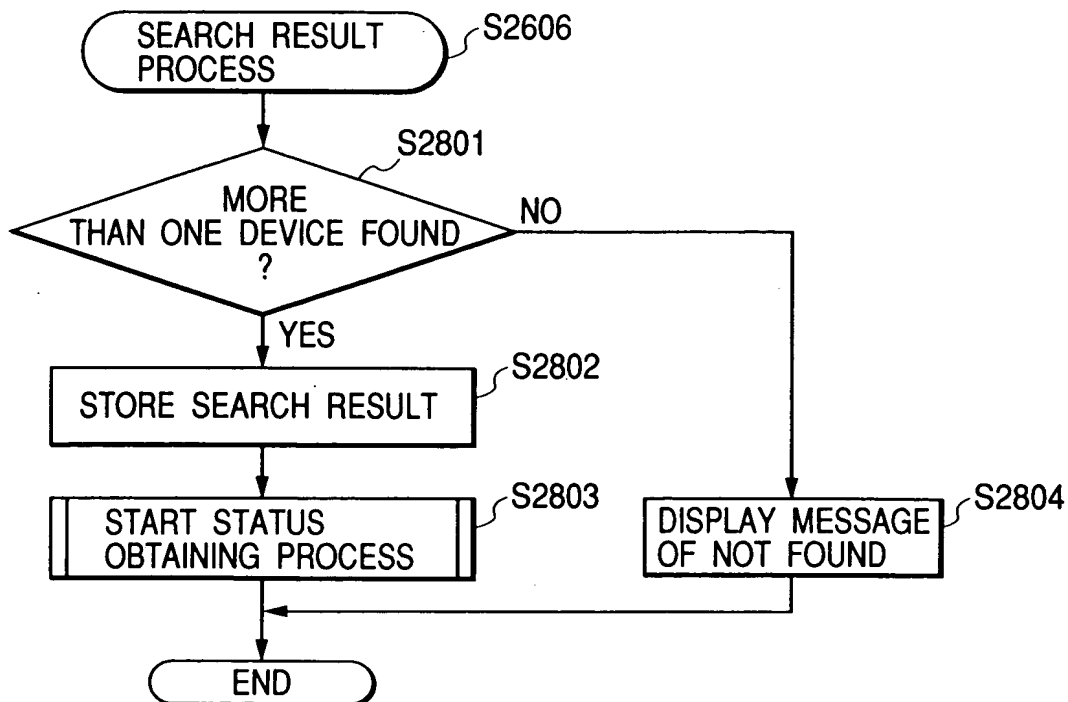 SEARCH RESULT
PROCESS
S2606
S2801
MORE
THAN ONE DEVICE FOUND
?
NO
YES
S2802
STORE SEARCH RESULT
S2803
START STATUS
OBTAINING PROCESS
S2804
DISPLAY MESSAGE
OF NOT FOUND
END